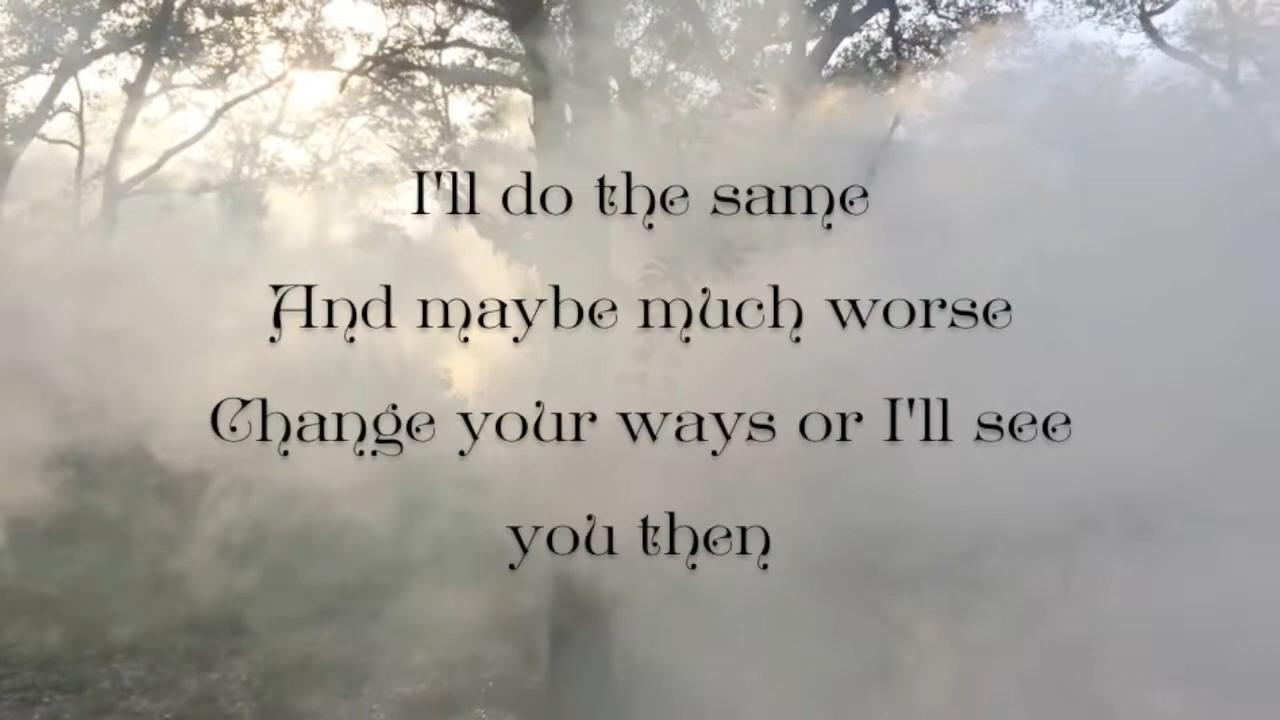 I'll do the same
And maybe much worse
Change your ways or I'll see
you then